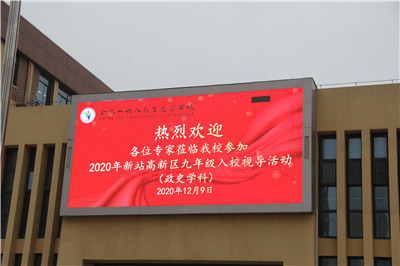 热烈欢迎
各位专家莅临我校参加
2020年新站高新区九年级入校视导活动
（政史学科）
2020年12月9日